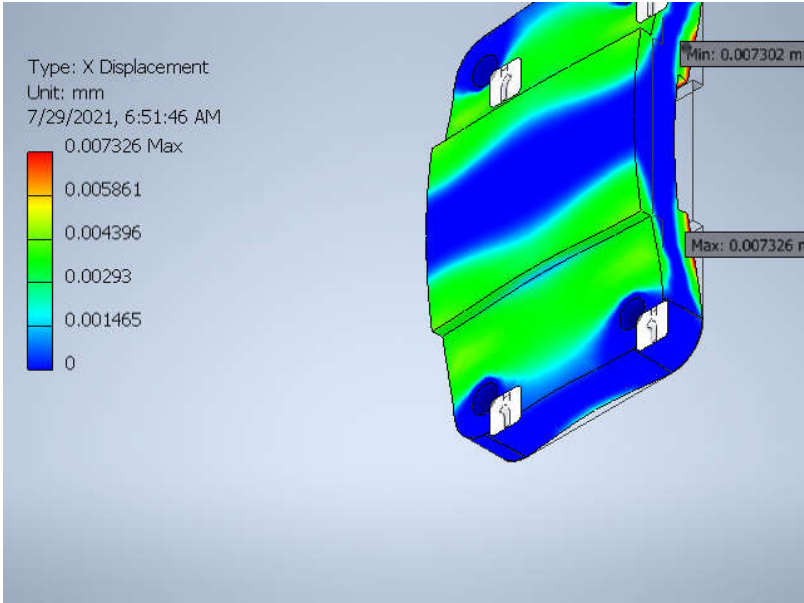 Type: X Displacement
Unit: mm
7/29/2021, 6:51:46 AM
0.007326 Max
0.005861
0.004396
0.00293
0.001465
0
Min: 0.007302 m
Max: 0.007326 m